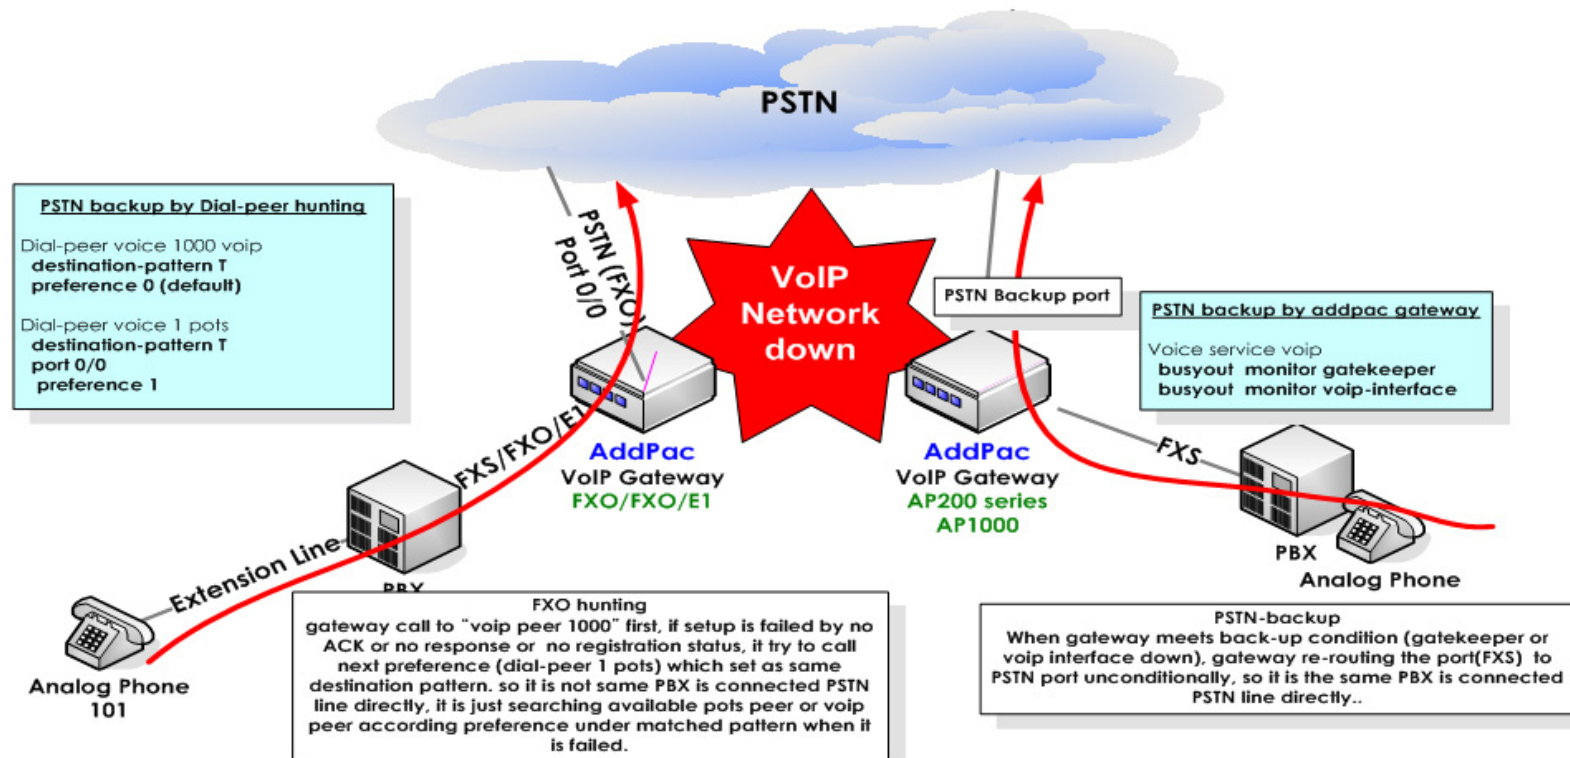 PSTN
PSTN backup by Dial-peer hunting
Dial-peer voice 1000 voip
destination-pattern T
preference 0 (default)
Dial-peer voice 1 pots
destination-pattern T
port 0/0
preference 1
PSTN (FXO)
Port 0/0
VoIP
Network
down
PSTN Backup port
PSTN backup by addpac gateway
Voice service voip
busyout monitor gatekeeper
busyout monitor voip-interface
FXS/FXO/E1
AddPac
VoIP Gateway
FXO/FXO/E1
AddPac
VoIP Gateway
AP200 series
AP1000
FXS
PBX
Analog Phone
Extension Line
PBX
Analog Phone
101
FXO hunting
gateway call to "voip peer 1000" first, if setup is failed by no
ACK or no response or no registration status, it try to call
next preference (dial-peer 1 pots) which set as same
destination pattern. so it is not same PBX is connected PSTN
line directly, it is just searching available pots peer or voip
peer according preference under matched pattern when it
is failed.
PSTN-backup
When gateway meets back-up condition (gatekeeper or
voip interface down), gateway re-routing the port(FXS) to
PSTN port unconditionally, so it is the same PBX is connected
PSTN line directly..